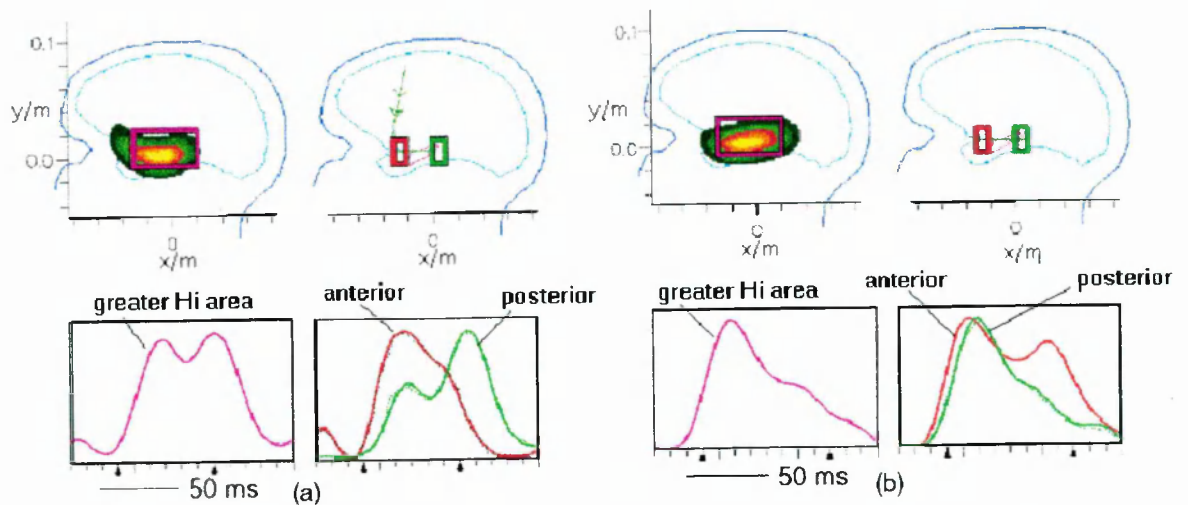 0.1
y/m
0.0
0
x/m
0
x/m
0.1
y/m
0.0
0
x/m
0
x/η
greater Hi area
anterior
posterior
greater Hi area
anterior
posterior
50 ms
(a)
50 ms
(b)